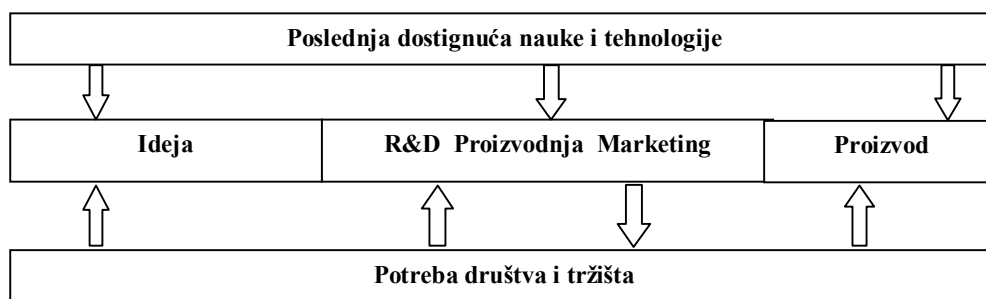 Poslednja dostignuća nauke i tehnologije
Ideja
R&D Proizvodnja Marketing
Proizvod
Potreba društva i tržišta